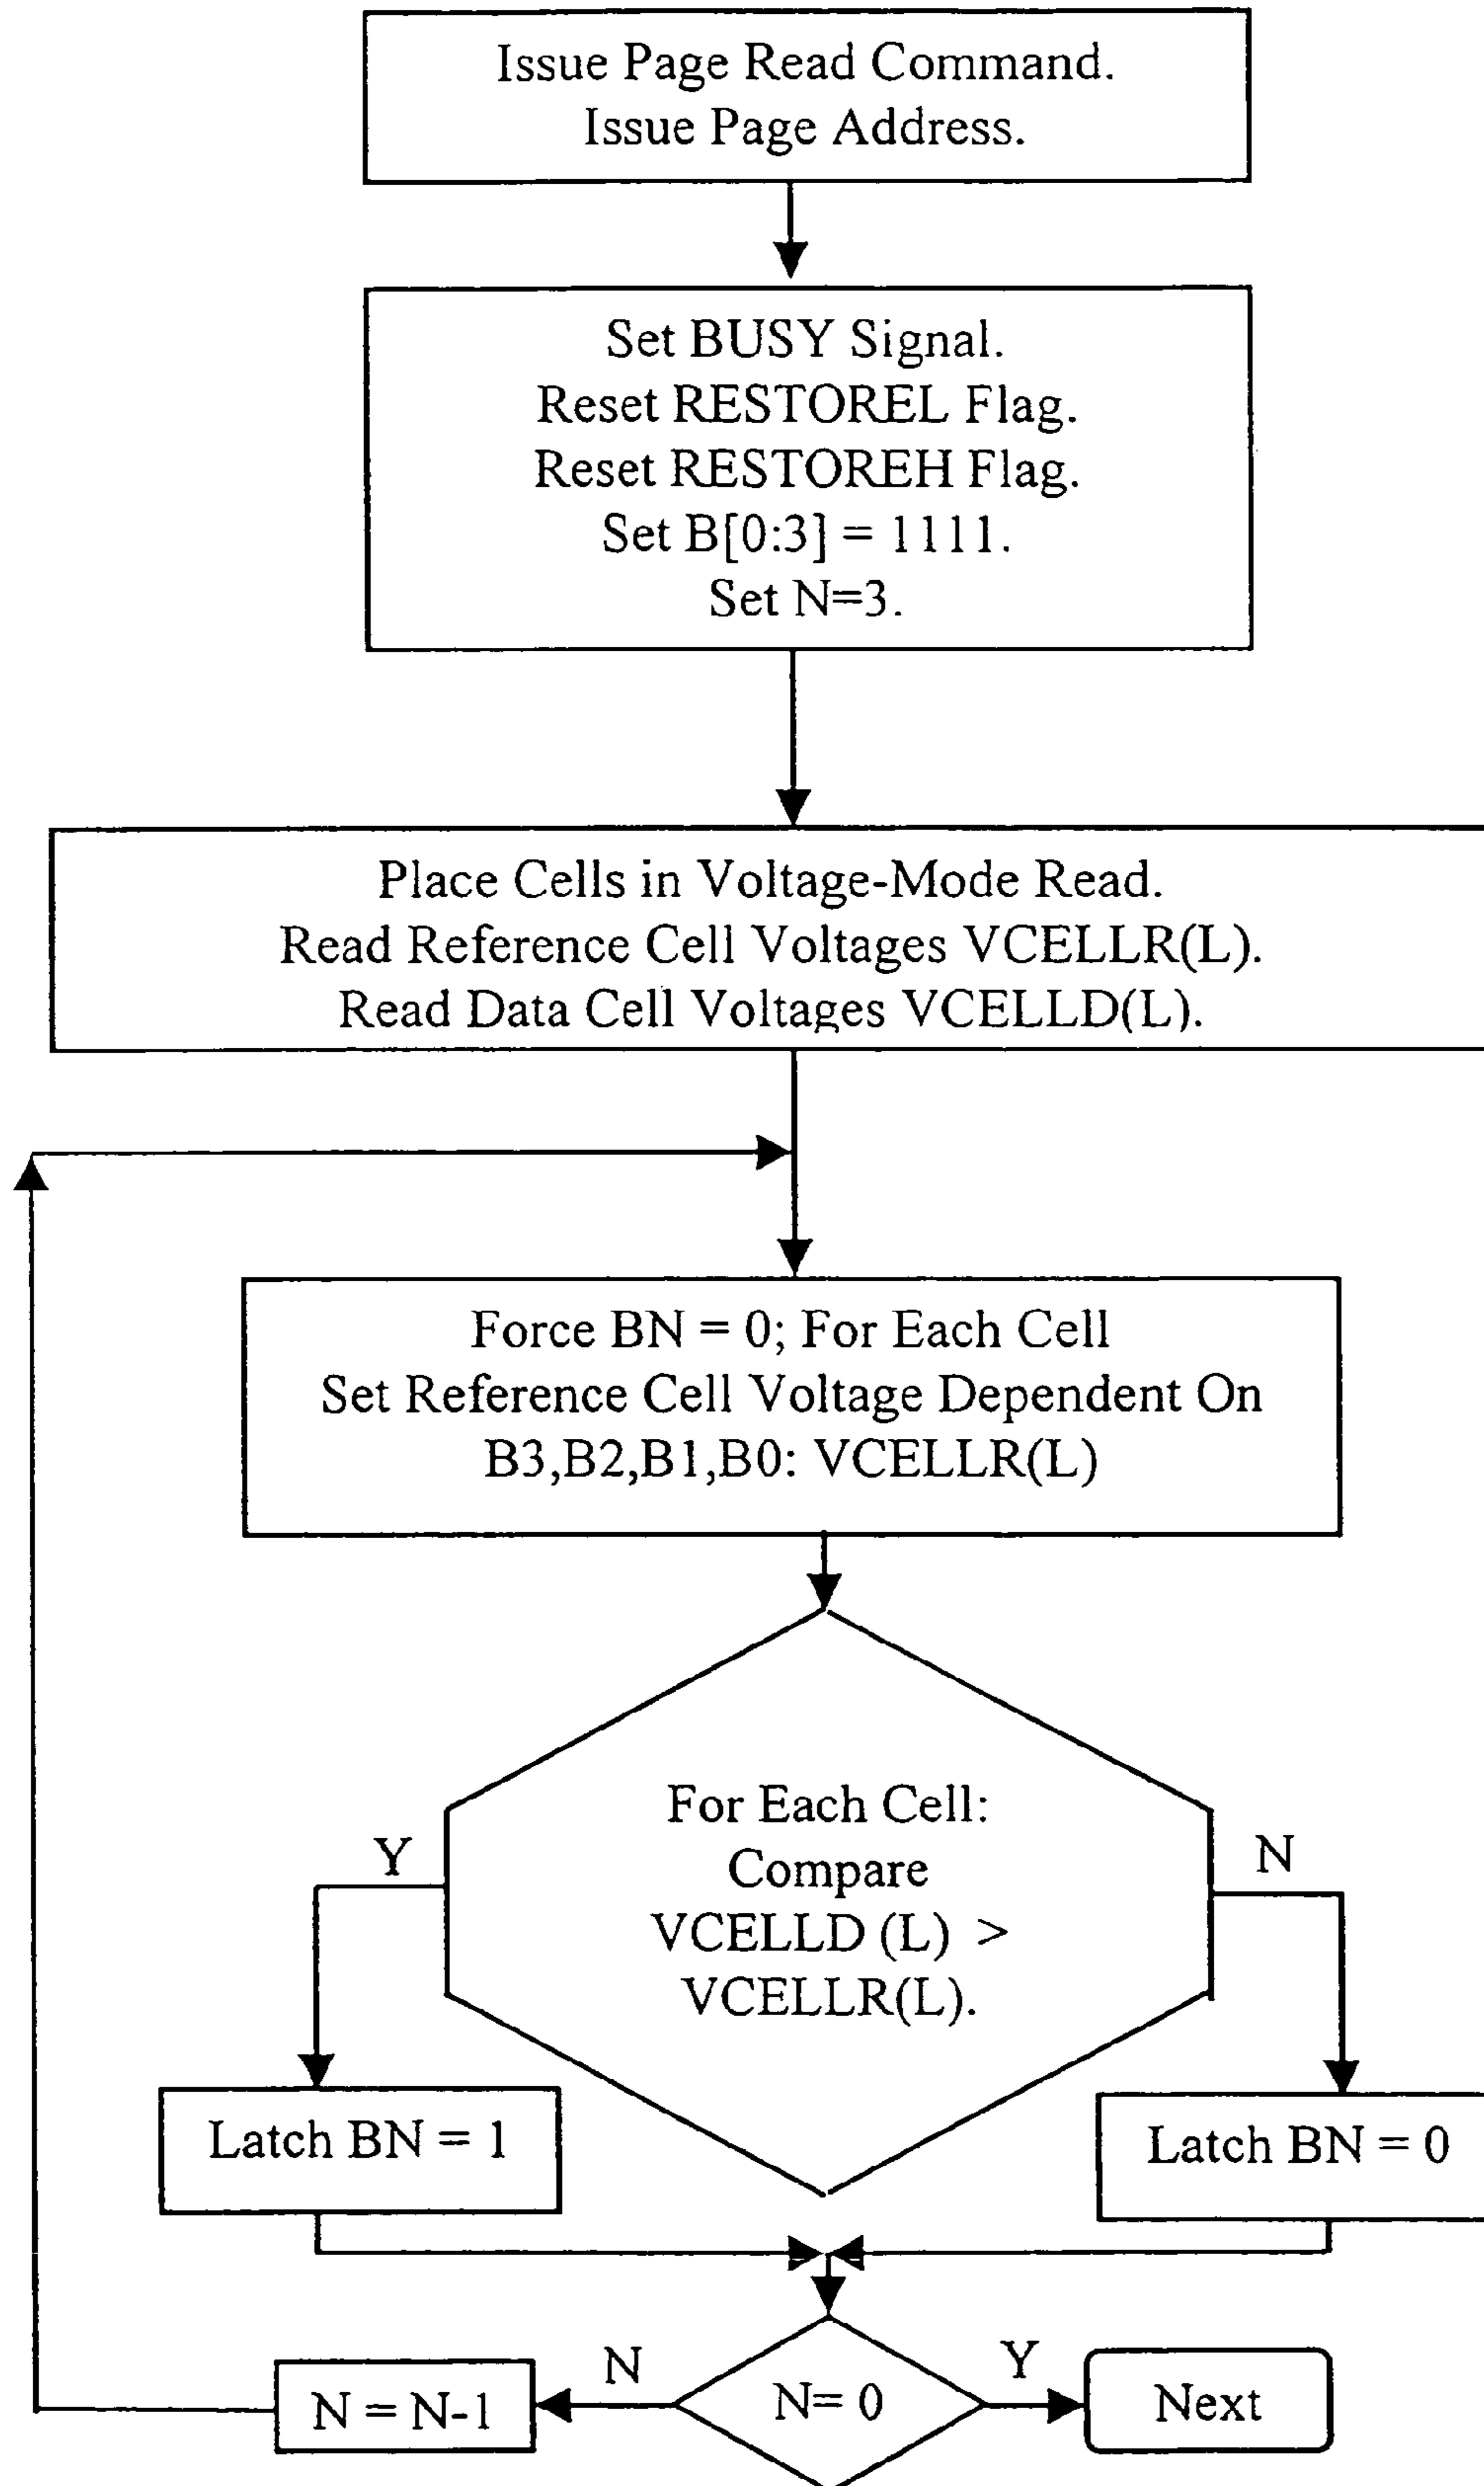 Issue Page Read Command.
Issue Page Address.
Set BUSY Signal.
Reset RESTOREL Flag.
Reset RESTOREH Flag.
Set B[0:3] = 1111.
Set N=3.
Place Cells in Voltage-Mode Read.
Read Reference Cell Voltages VCELLR(L).
Read Data Cell Voltages VCELLD(L).
Force BN = 0; For Each Cell
Set Reference Cell Voltage Dependent On
B3,B2,B1,B0: VCELLR(L)
For Each Cell:
Compare
VCELLD (L) >
VCELLR(L).
Y
N
Latch BN = 1
Latch BN = 0
N = N-1
N
N= 0
Y
Next